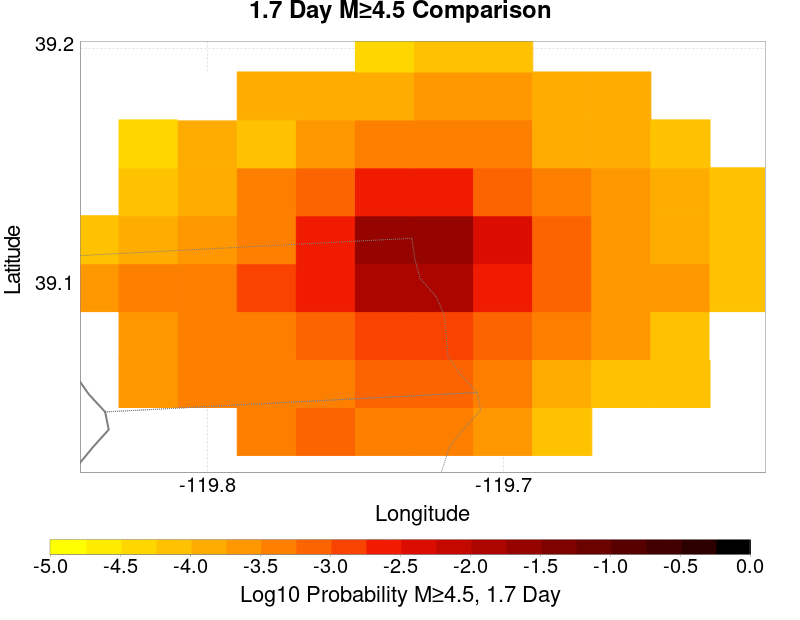 1.7 Day M≥4.5 Comparison
39.2
39.1
Latitude
-119.8 -119.7
Longitude
-5.0 -4.5 -4.0 -3.5 -3.0 -2.5 -2.0 -1.5 -1.0 -0.5 0.0
Log10 Probability M≥4.5, 1.7 Day